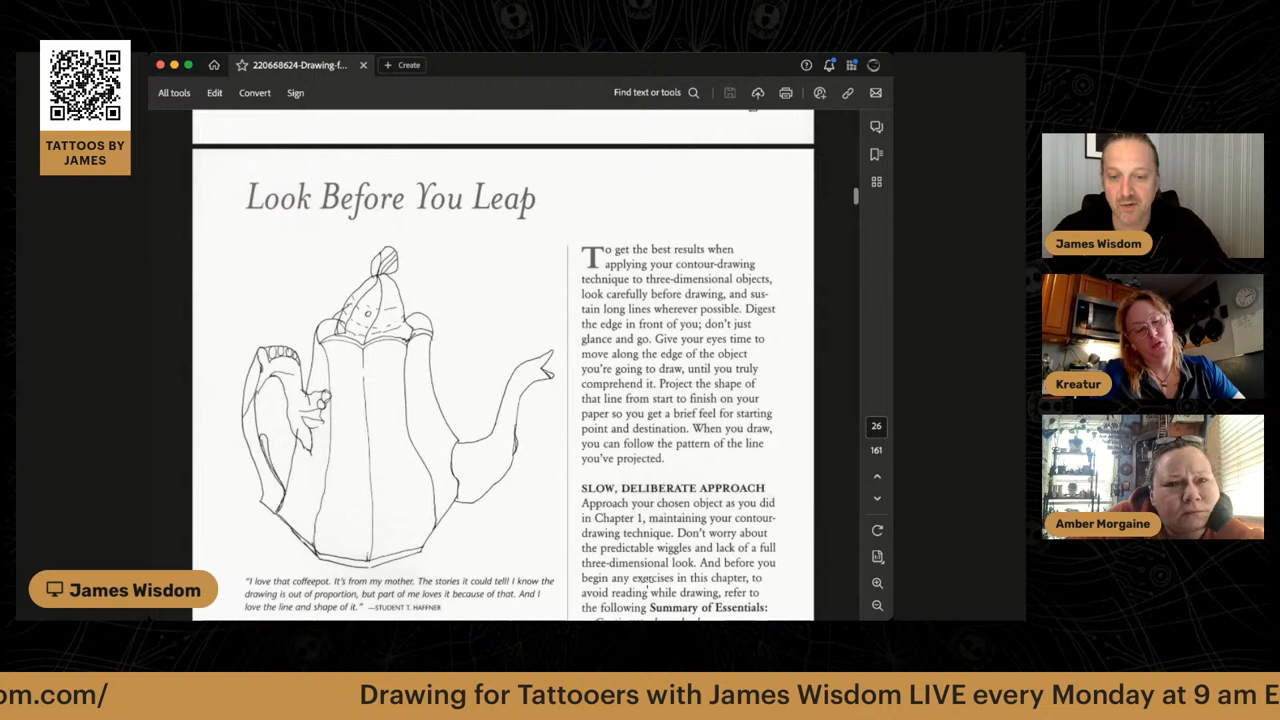 TATTOOS BY
JAMES
220668624-Drawing-f...
Create
All tools
Edit
Convert
Sign
Find text or tools
Look Before You Leap
To get the best results when
applying your contour-drawing
technique to three-dimensional objects,
look carefully before drawing, and sus-
tain long lines wherever possible. Digest
the edge in front of you; don't just
glance and go. Give your eyes time to
move along the edge of the object
you're going to draw, until you truly
comprehend it. Project the shape of
that line from start to finish on your
paper so you get a brief feel for starting
point and destination. When you draw,
you can follow the pattern of the line
you've projected.
SLOW, DELIBERATE APPROACH
Approach your chosen object as you did
in Chapter 1, maintaining your contour-
drawing technique. Don't worry about
the predictable wiggles and lack of a full
three-dimensional look. And before you
begin any exercises in this chapter, to
avoid reading while drawing, refer to
the following Summary of Essentials:
"I love that coffeepot. It's from my mother. The stories it could tell! I know the
drawing is out of proportion, but part of me loves it because of that. And I
love the line and shape of it." —STUDENT T. HAFFNER
26
161
James Wisdom
Kreatur
Amber Morgaine
James Wisdom
om.com/
Drawing for Tattooers with James Wisdom LIVE every Monday at 9 am E